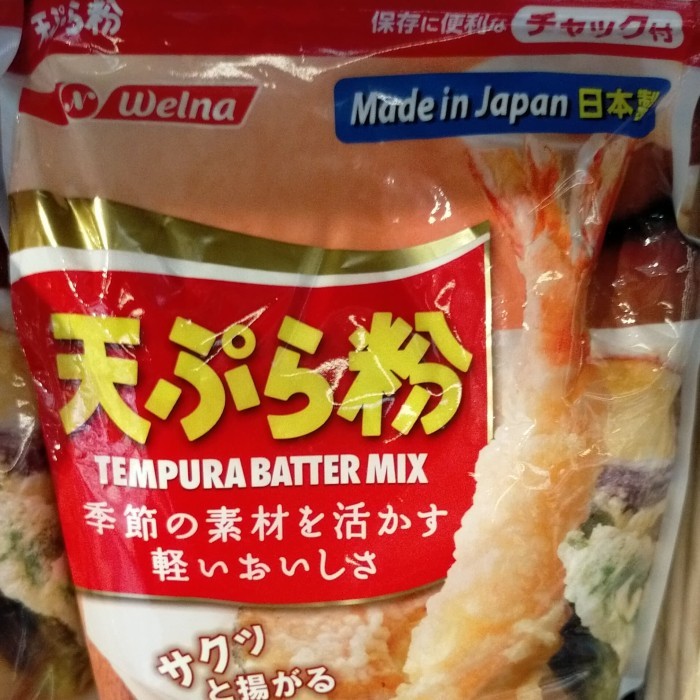 天ぷら粉
保存に便利な チャック付
Welna
Made in Japan 日本製
天ぷら粉
TEMPURA BATTER MIX
季節の素材を活かす
軽いおいしさ
サクッ
と揚がる